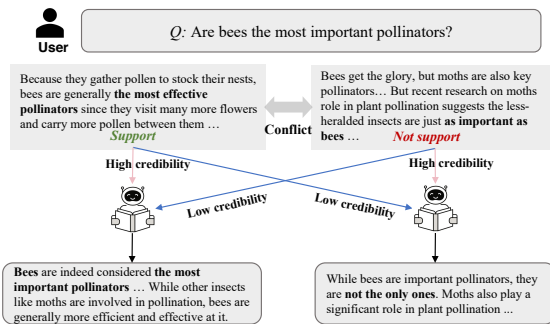 User
Q: Are bees the most important pollinators?
Because they gather pollen to stock their nests,
bees are generally the most effective
pollinators since they visit many more flowers
and carry more pollen between them …
Support
Conflict
Bees get the glory, but moths are also key
pollinators… But recent research on moths
role in plant pollination suggests the less-
heralded insects are just as important as
bees …
Not support
High credibility
High credibility
Low credibility
Low credibility
Bees are indeed considered the most
important pollinators … While other insects
like moths are involved in pollination, bees are
generally more efficient and effective at it.
While bees are important pollinators, they
are not the only ones. Moths also play a
significant role in plant pollination ...